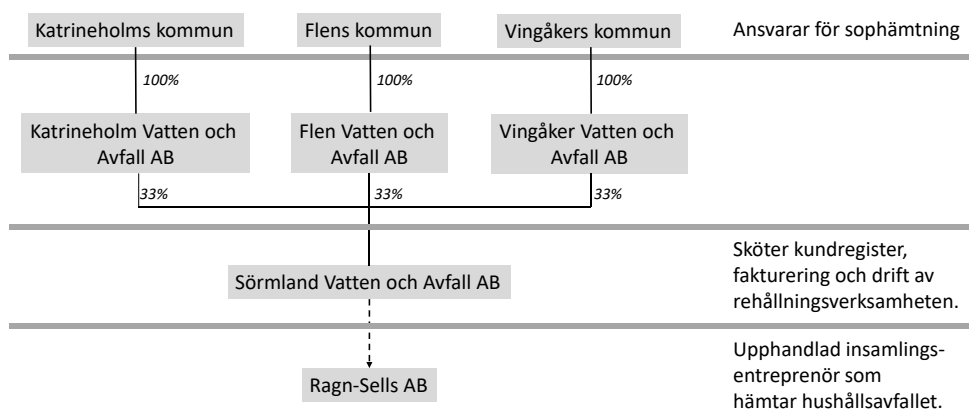 Katrineholms kommun
Flens kommun
Vingåkers kommun
Ansvarar för sophämtning
100%
100%
100%
Katrineholm Vatten och
Avfall AB
Flen Vatten och
Avfall AB
Vingåker Vatten och
Avfall AB
33%
33%
33%
Sörmland Vatten och Avfall AB
Sköter kundregister,
fakturering och drift av
rehållningsverksamheten.
Ragn-Sells AB
Upphandlad insamlings-
entreprenör som
hämtar hushållsavfallet.